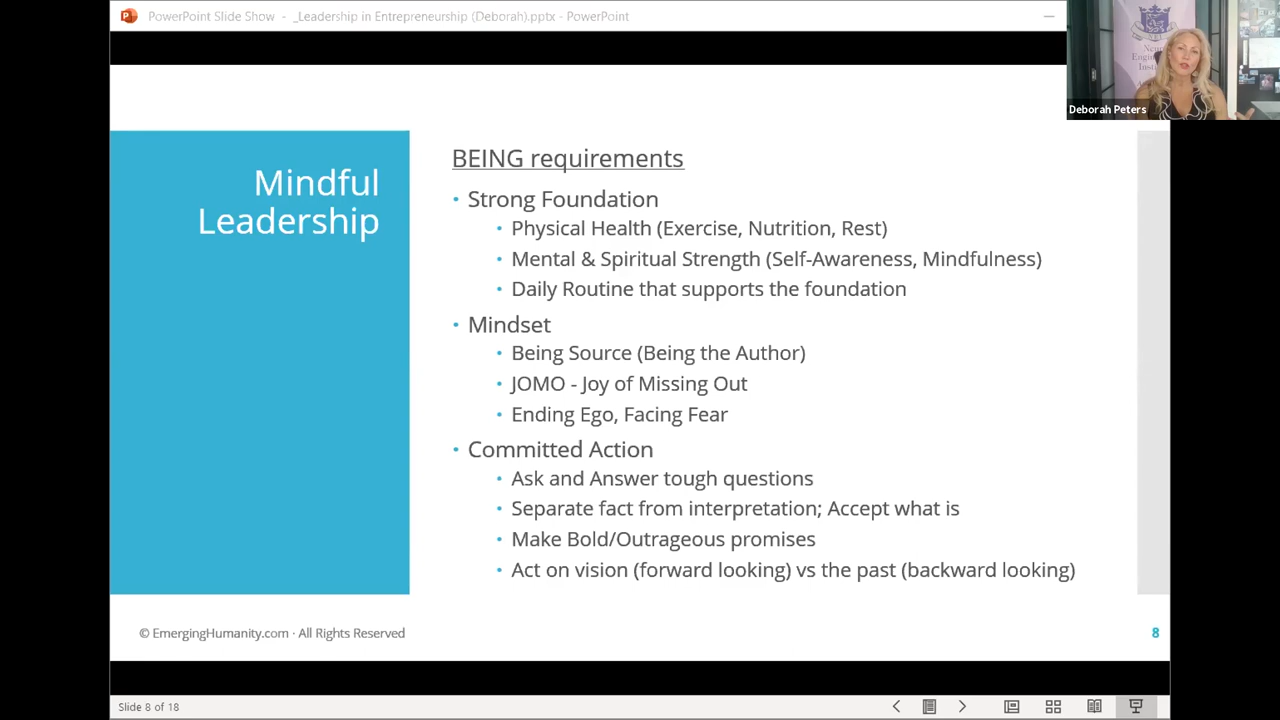 PowerPoint Slide Show - _Leadership in Entrepreneurship (Deborah).pptx - PowerPoint
Deborah Peters
Mindful
Leadership
BEING requirements
• Strong Foundation
• Physical Health (Exercise, Nutrition, Rest)
• Mental & Spiritual Strength (Self-Awareness, Mindfulness)
• Daily Routine that supports the foundation
• Mindset
• Being Source (Being the Author)
• JOMO - Joy of Missing Out
• Ending Ego, Facing Fear
• Committed Action
• Ask and Answer tough questions
• Separate fact from interpretation; Accept what is
• Make Bold/Outrageous promises
• Act on vision (forward looking) vs the past (backward looking)
© EmergingHumanity.com · All Rights Reserved
8
Slide 8 of 18